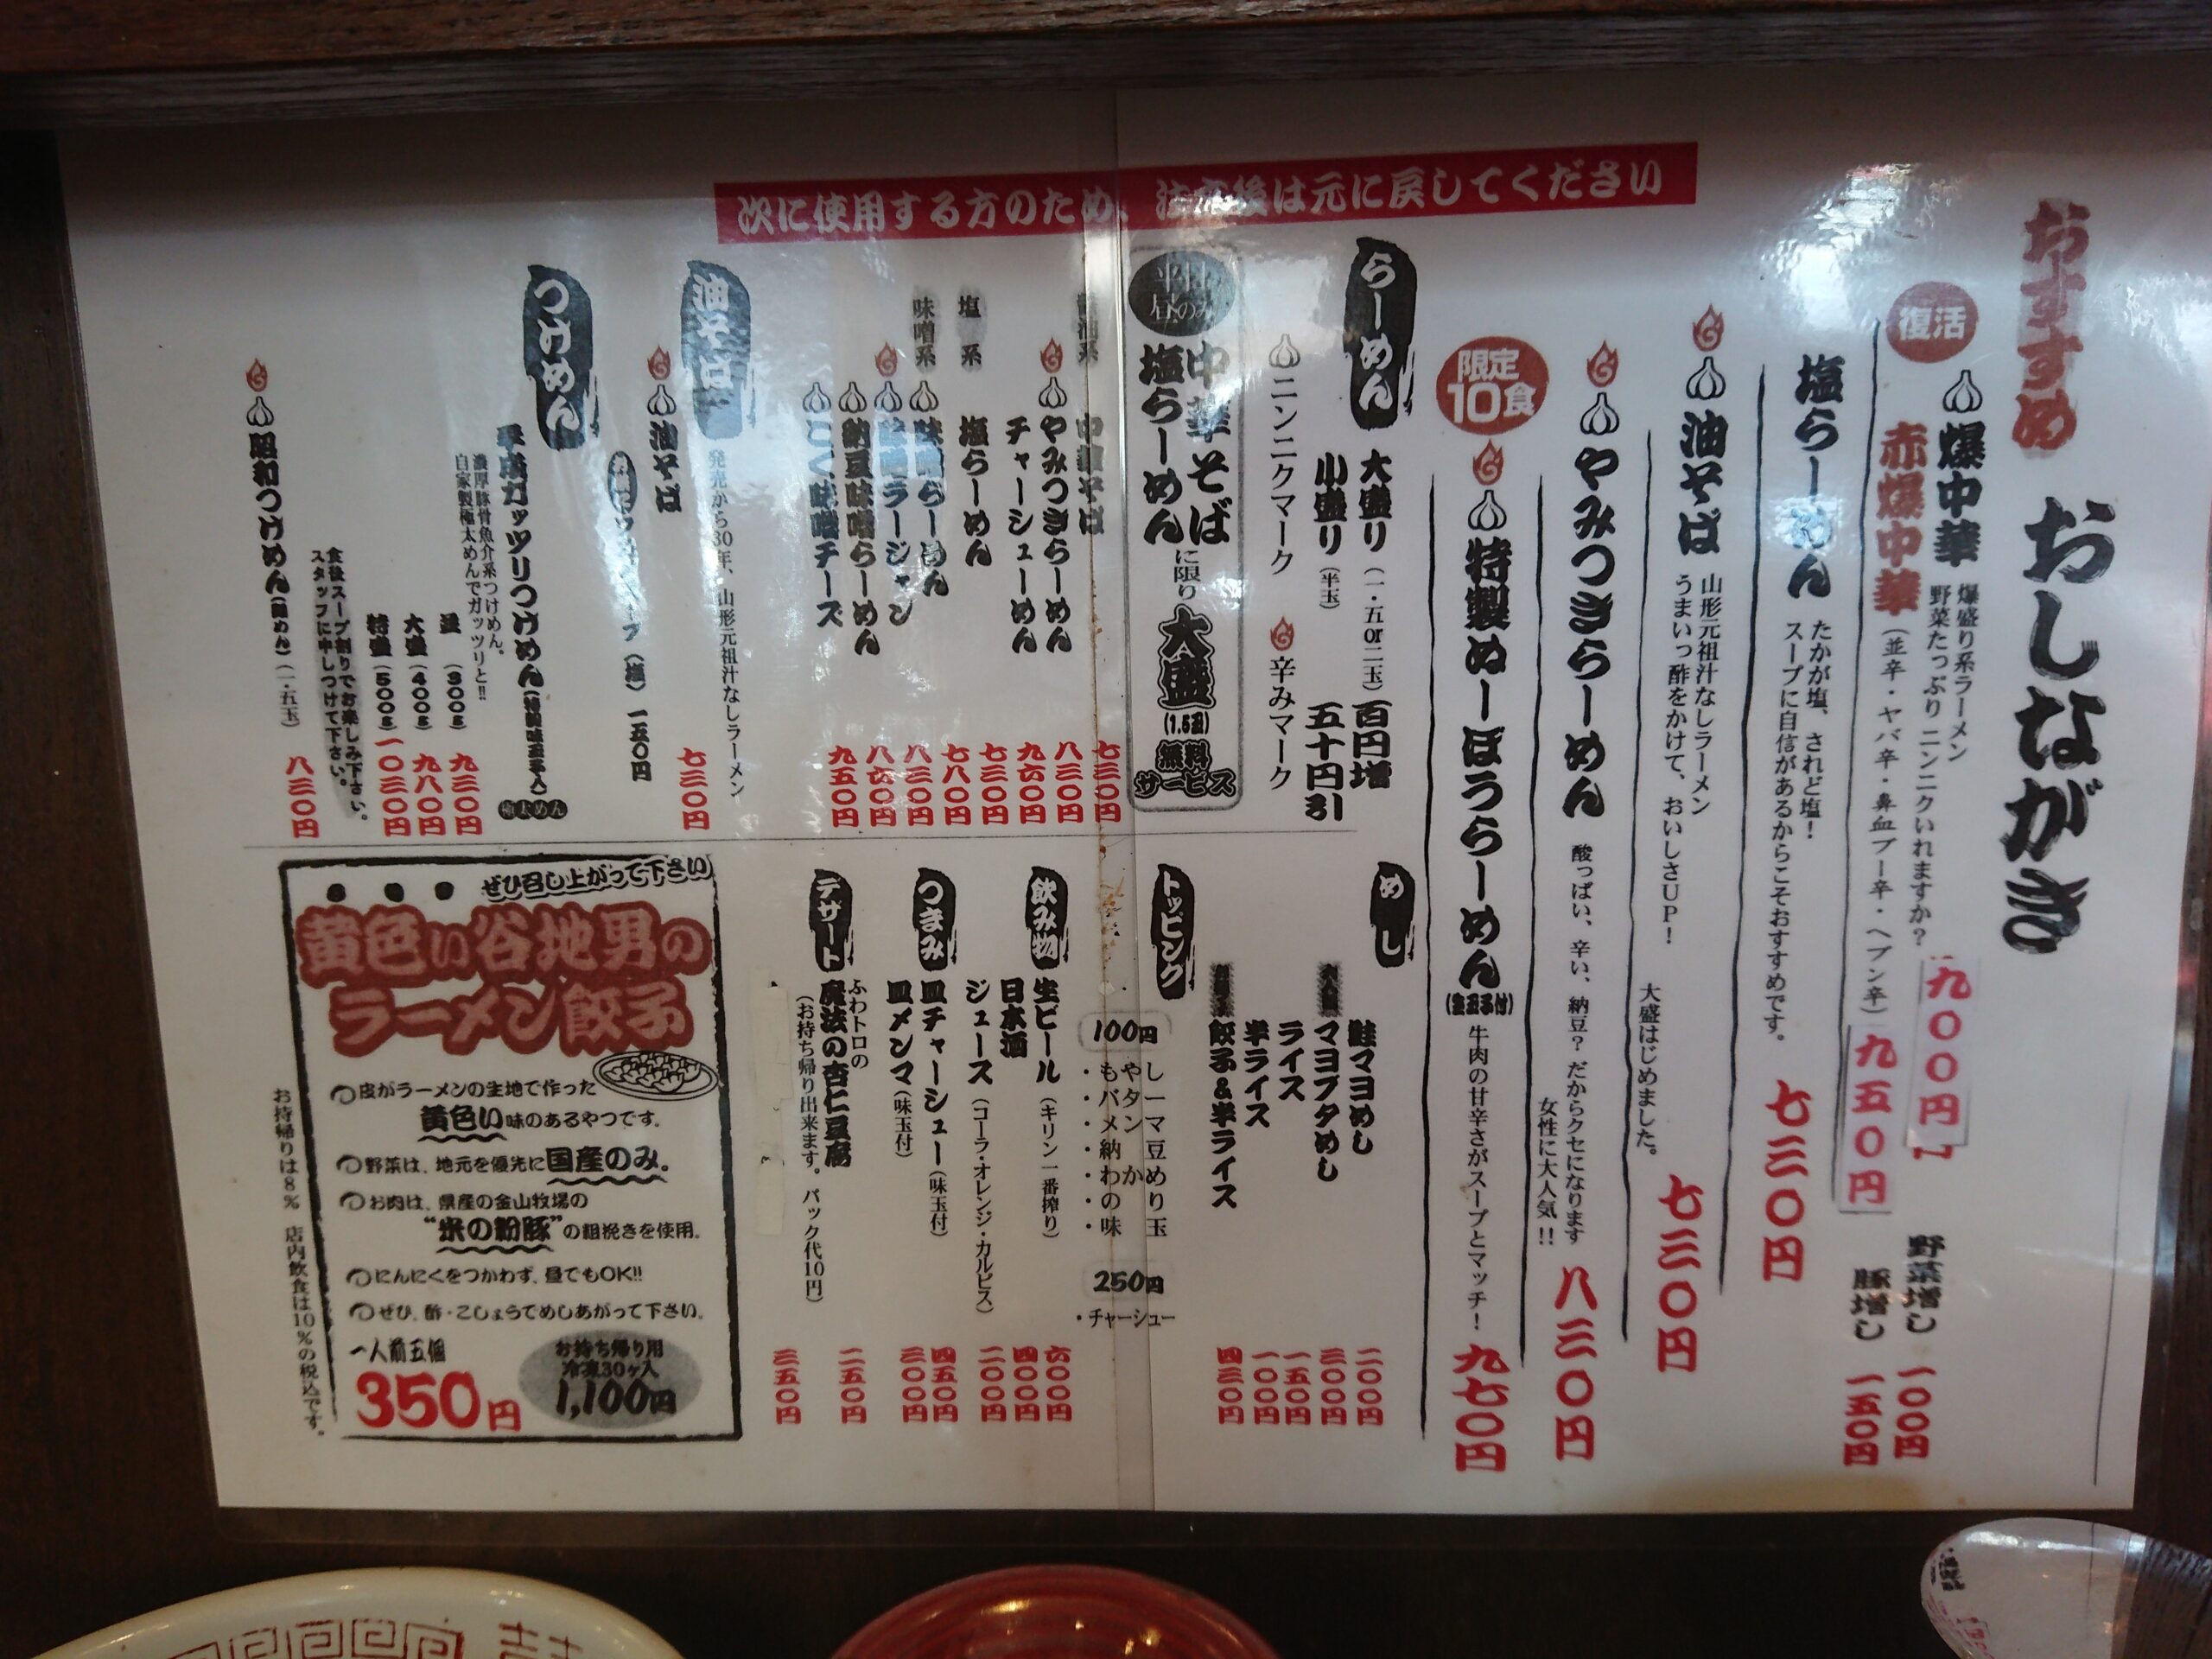 次に使用する方のため、注文後は元に戻してください
おすすめ
おしながき
復活
爆中華
爆盛り系ラーメン
野菜たっぷり ニンニクいれますか?
九〇〇円
赤爆中華
(並辛・ヤバ辛・鼻血ブー辛・ヘブン辛)
九五〇円
野菜増し 一〇〇円
豚増し 一五〇円
塩らーめん
たかが塩、されど塩!
スープに自信があるからこそおすすめです。
七三〇円
油そば
山形元祖汁なしラーメン
うまいっ酢をかけて、おいしさUP!
大盛はじめました。
七三〇円
やみつきらーめん
酸っぱい、辛い、納豆?だからクセになります
女性に大人気!!
八三〇円
限定10食
特製ぬーぼうらーめん
牛肉の甘辛さがスープとマッチ!
九七〇円
らーめん
大盛り(一・五or二玉)百円増
小盛り(半玉)五十円引
ニンニクマーク
辛みマーク
中華そば
塩らーめん
に限り
大盛
(1.5玉)
無料
サービス
醤油系
中華そば 七三〇円
やみつきらーめん 八三〇円
チャーシューめん 九六〇円
塩系
塩らーめん 七三〇円
味噌系
味噌らーめん 七八〇円
八三〇円
納豆味噌らーめん 八六〇円
こく味噌チーズ 九五〇円
油そば
発売から30年、山形元祖汁なしラーメン
油そば 七三〇円
(塩) 一五〇円
つけめん
平成ガッツリつけめん
極太めん
濃厚豚骨魚介系つけめん。
自家製極太めんでガッツリと!!
並(300g) 九三〇円
大盛(400g) 九八〇円
特盛(500g) 一〇三〇円
食後スープ割りでお楽しみ下さい。
スタッフに申しつけて下さい。
昭和つけめん(細めん)(一・五玉) 八三〇円
めし
鮭マヨめし 二〇〇円
マヨブタめし 三〇〇円
ライス 一五〇円
半ライス 一〇〇円
餃子&半ライス 四三〇円
トッピング
100円
・もやし
・バター
・メンマ
・納豆
・わかめ
・のり
・味玉
250円
・チャーシュー
飲み物
生ビール(キリン一番搾り) 六〇〇円
日本酒 四〇〇円
ジュース(コーラ・オレンジ・カルピス) 二〇〇円
つまみ
皿チャーシュー(味玉付) 四五〇円
皿メンマ(味玉付) 三〇〇円
デザート
ふわトロの
魔法の杏仁豆腐 二五〇円
(お持ち帰り出来ます。パック代10円)
三五〇円
ぜひ召し上がって下さい
黄色い谷地男の
ラーメン餃子
皮がラーメンの生地で作った
黄色い味のあるやつです。
野菜は、地元を優先に国産のみ。
お肉は、県産の金山牧場の
“米の粉豚”の粗挽きを使用。
にんにくをつかわず、昼でもOK!!
ぜひ、酢・こしょうでめしあがって下さい。
一人前五個
350円
お持ち帰り用
冷凍30ヶ入
1,100円
お持帰りは8% 店内飲食は10%の税込です。